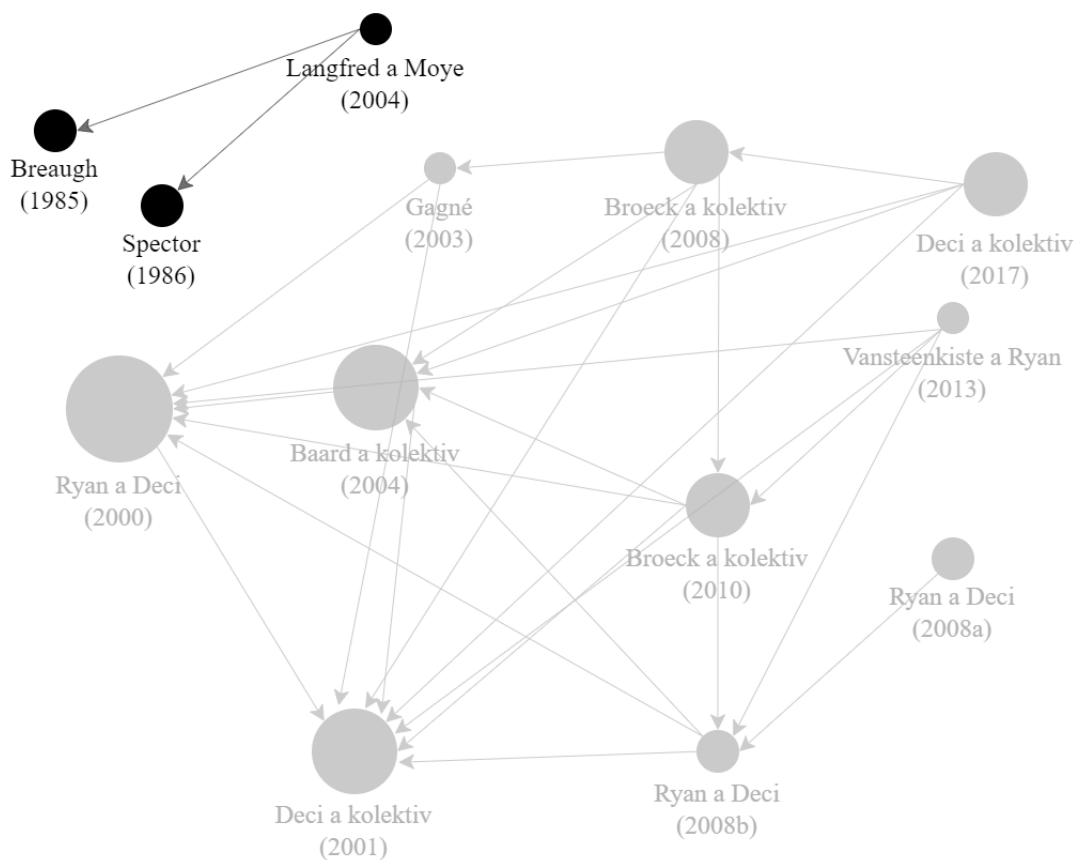 Langfred a Moye
(2004)
Breaugh
(1985)
Spector
(1986)
Gagné
(2003)
Broeck a kolektiv
(2008)
Deci a kolektiv
(2017)
Vansteenkiste a Ryan
(2013)
Ryan a Deci
(2000)
Baard a kolektiv
(2004)
Broeck a kolektiv
(2010)
Ryan a Deci
(2008a)
Deci a kolektiv
(2001)
Ryan a Deci
(2008b)